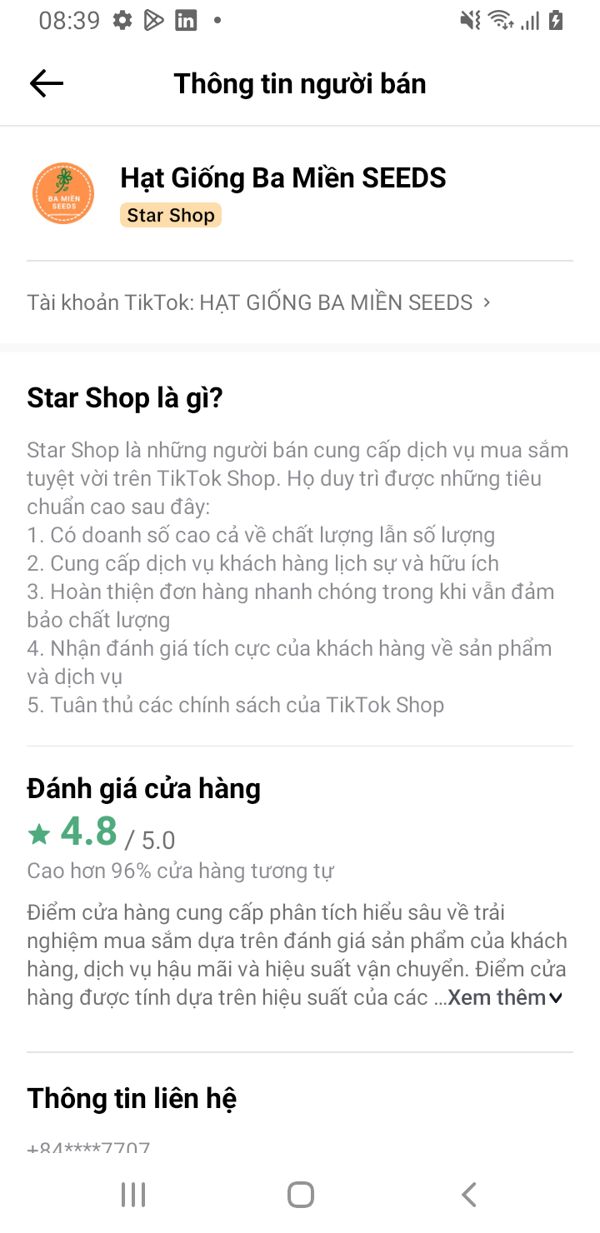 08:39
Thông tin người bán
BA MIEN
SEEDS
Hạt Giống Ba Miền SEEDS
Star Shop
Tài khoản TikTok: HẠT GIỐNG BA MIỀN SEEDS
Star Shop là gì?
Star Shop là những người bán cung cấp dịch vụ mua sắm
tuyệt vời trên TikTok Shop. Họ duy trì được những tiêu
chuẩn cao sau đây:
1. Có doanh số cao cả về chất lượng lẫn số lượng
2. Cung cấp dịch vụ khách hàng lịch sự và hữu ích
3. Hoàn thiện đơn hàng nhanh chóng trong khi vẫn đảm
bảo chất lượng
4. Nhận đánh giá tích cực của khách hàng về sản phẩm
và dịch vụ
5. Tuân thủ các chính sách của TikTok Shop
Đánh giá cửa hàng
4.8 / 5.0
Cao hơn 96% cửa hàng tương tự
Điểm cửa hàng cung cấp phân tích hiểu sâu về trải
nghiệm mua sắm dựa trên đánh giá sản phẩm của khách
hàng, dịch vụ hậu mãi và hiệu suất vận chuyển. Điểm cửa
hàng được tính dựa trên hiệu suất của các ...Xem thêm
Thông tin liên hệ
+84****7707